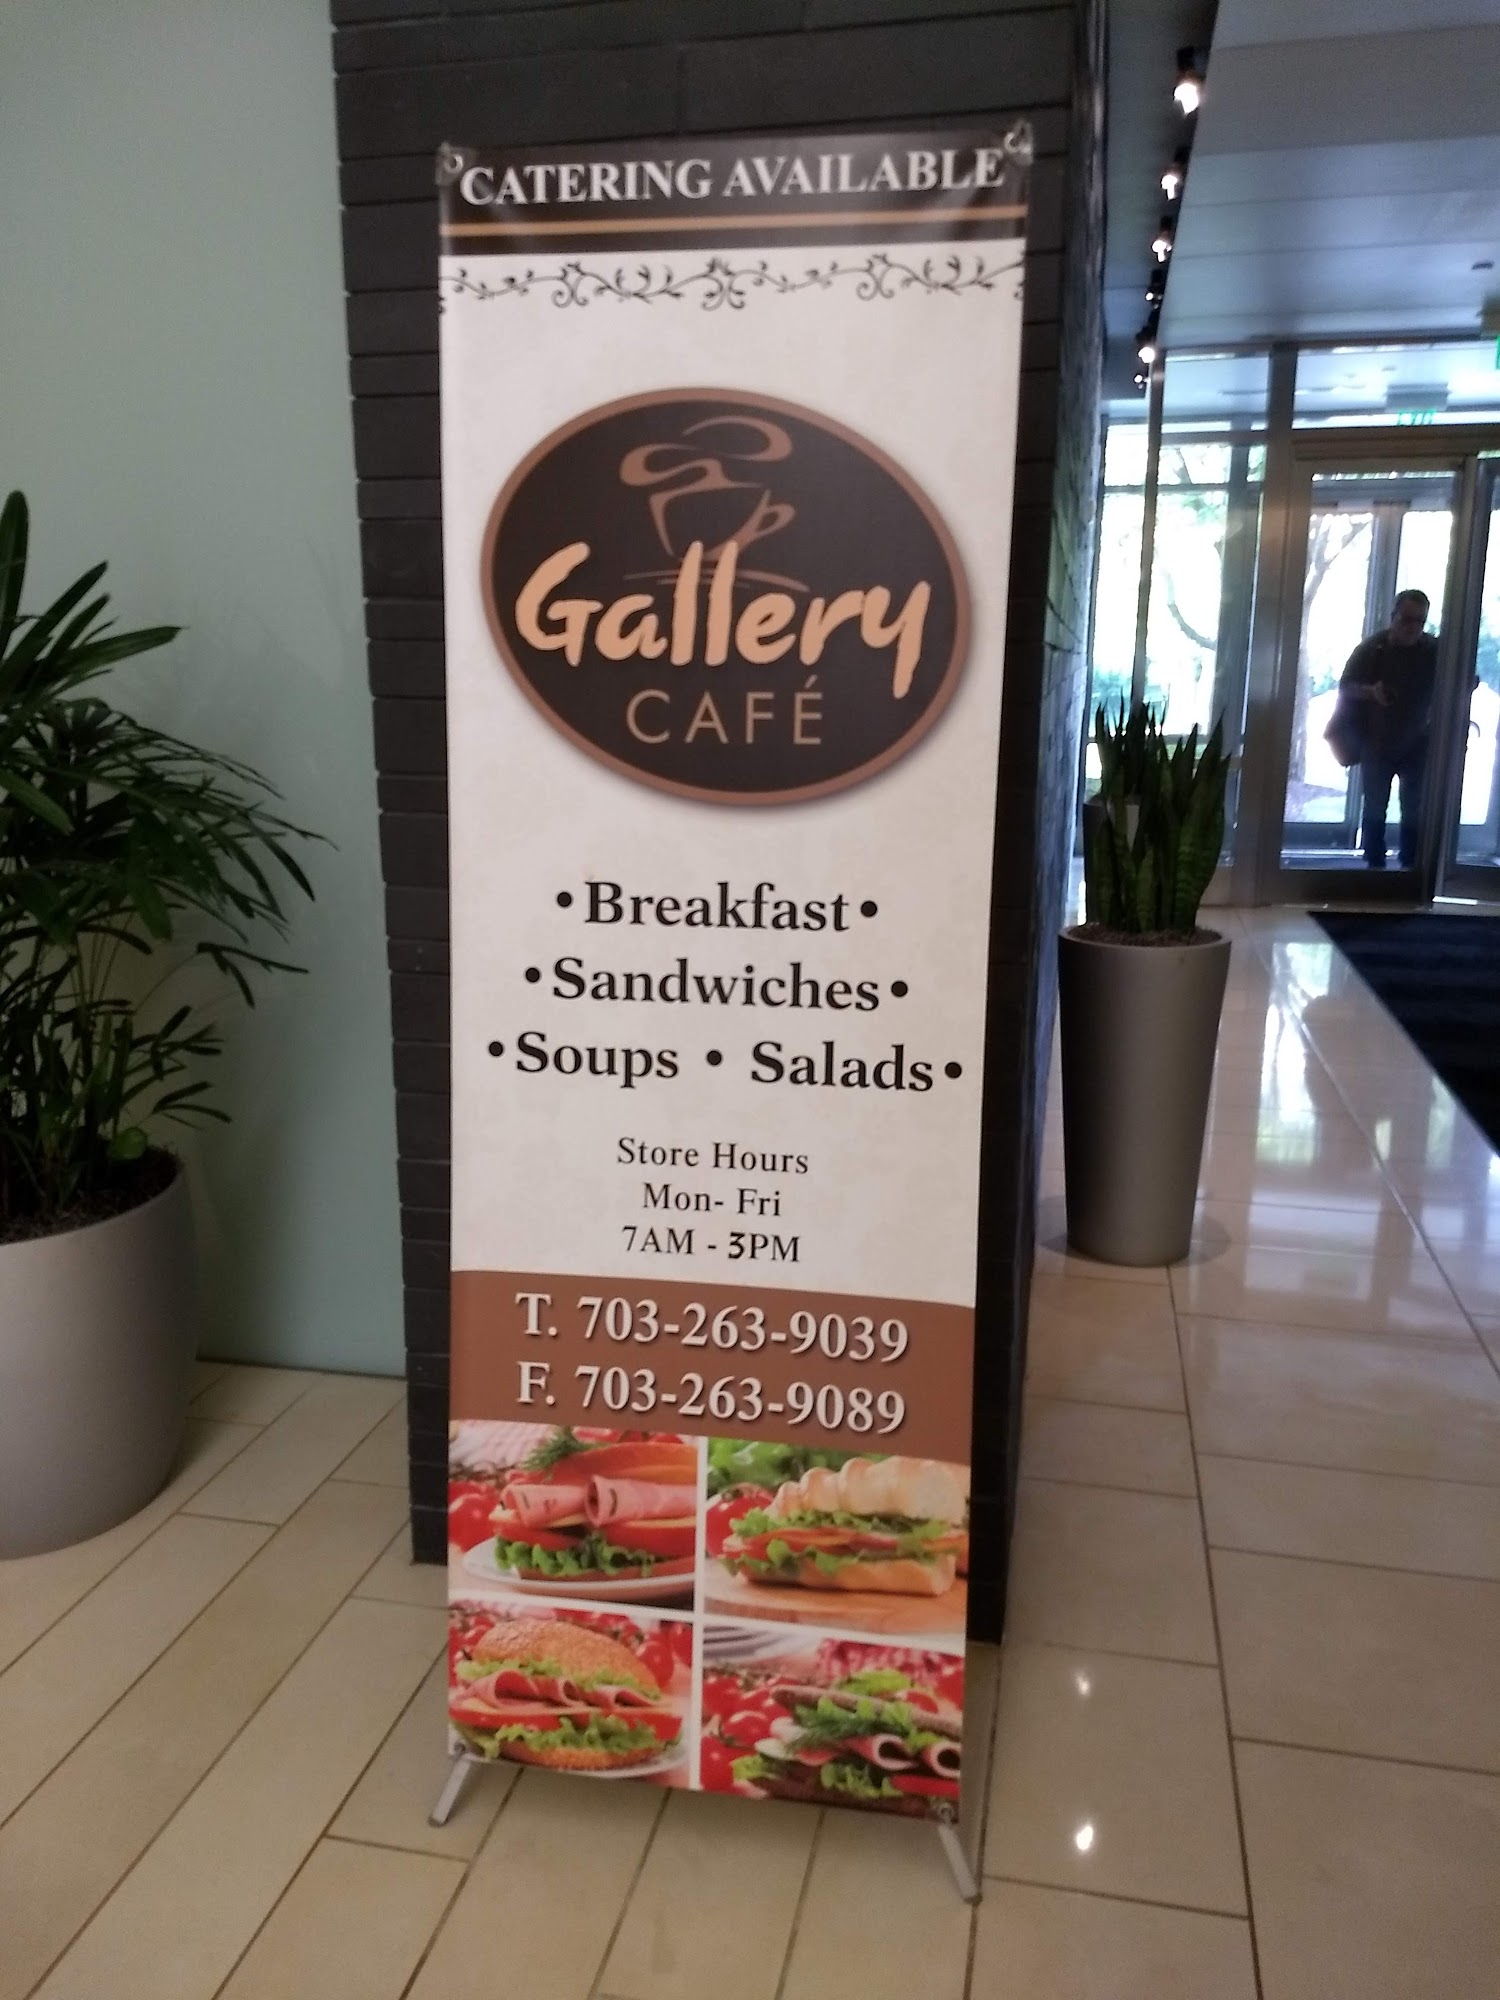 CATERING AVAILABLE
Gallery
CAFÉ
•Breakfast•
•Sandwiches•
•Soups • Salads•
Store Hours
Mon- Fri
7AM - 3PM
T. 703-263-9039
F. 703-263-9089